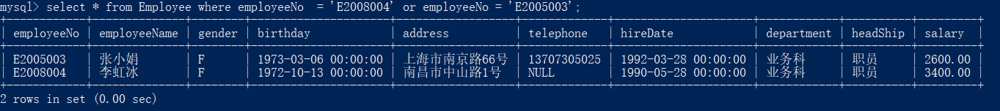 mysql> select * from Employee where employeeNo  = 'E2008004' or employeeNo = 'E2005003';
+------------+--------------+--------+---------------------+------------------+-------------+---------------------+------------+----------+---------+
| employeeNo | employeeName | gender | birthday            | address          | telephone   | hireDate            | department | headShip | salary  |
+------------+--------------+--------+---------------------+------------------+-------------+---------------------+------------+----------+---------+
| E2005003   | 张小娟       | F      | 1973-03-06 00:00:00 | 上海市南京路66号 | 13707305025 | 1992-03-28 00:00:00 | 业务科     | 职员     | 2600.00 |
| E2008004   | 李虹冰       | F      | 1972-10-13 00:00:00 | 南昌市中山路1号  | NULL        | 1990-05-28 00:00:00 | 业务科     | 职员     | 3400.00 |
+------------+--------------+--------+---------------------+------------------+-------------+---------------------+------------+----------+---------+
2 rows in set (0.00 sec)